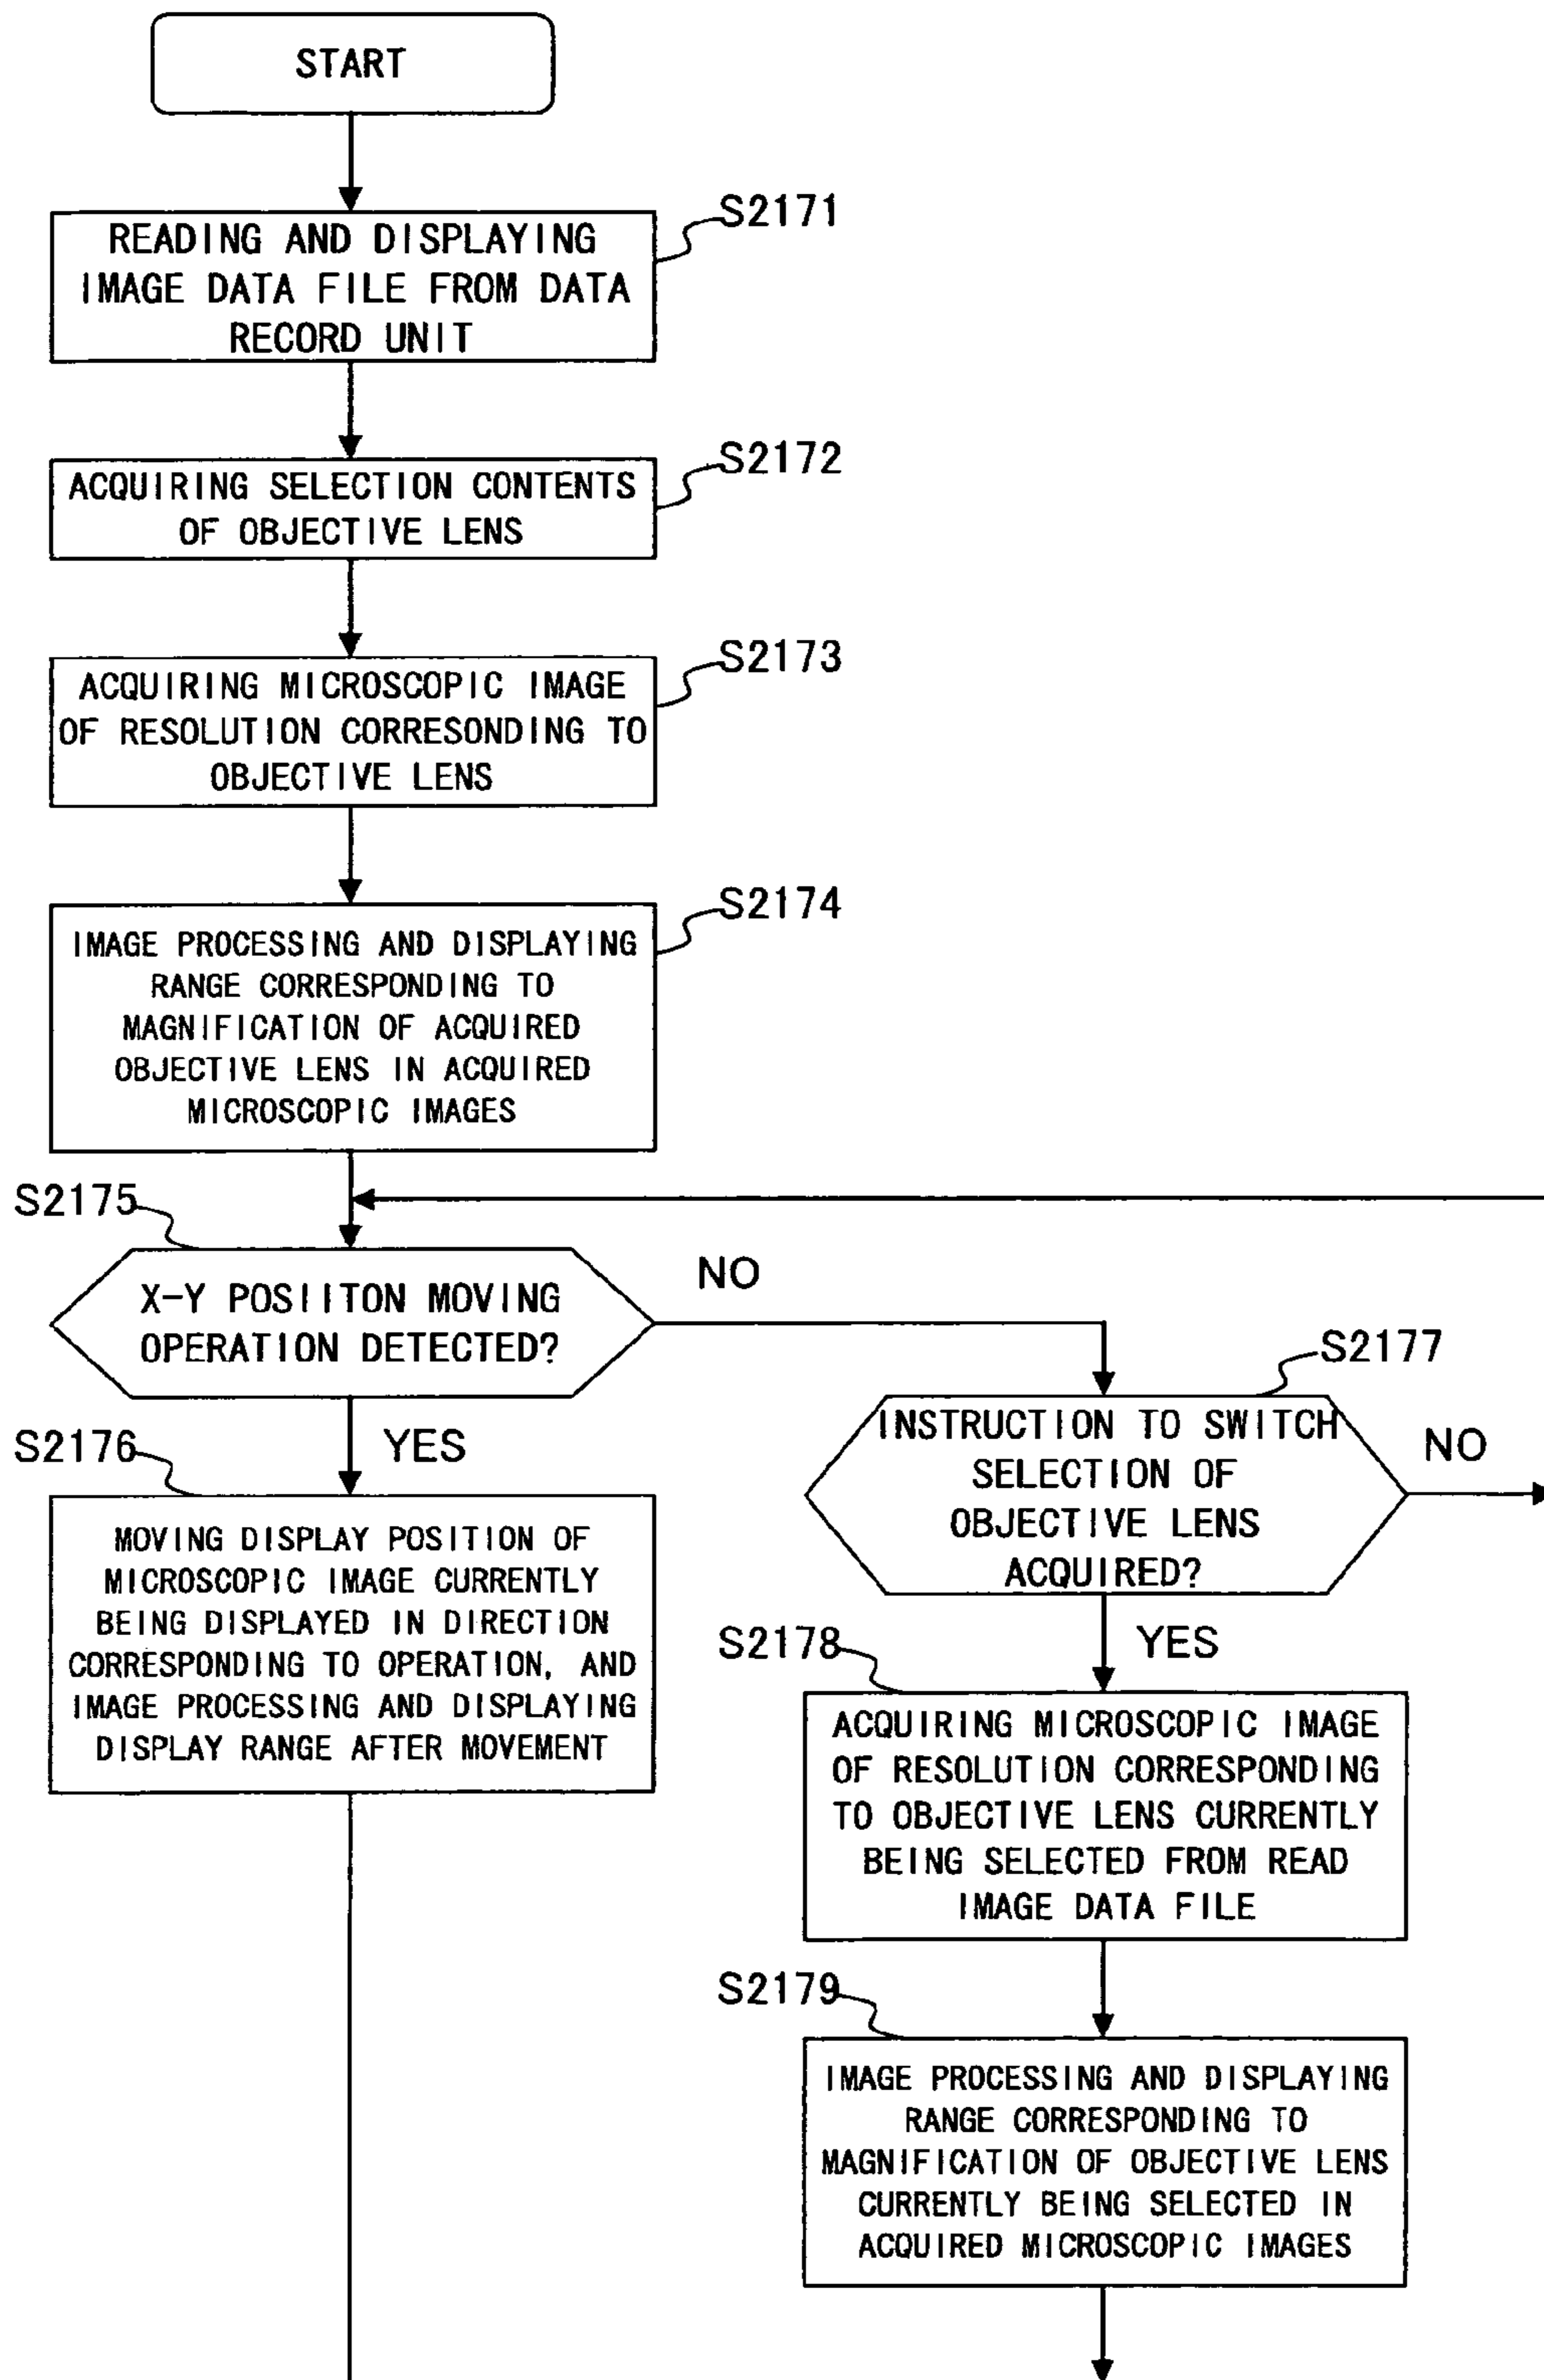 START
S2171
READING AND DISPLAYING
IMAGE DATA FILE FROM DATA
RECORD UNIT
S2172
ACQUIRING SELECTION CONTENTS
OF OBJECTIVE LENS
S2173
ACQUIRING MICROSCOPIC IMAGE
OF RESOLUTION CORRESONDING TO
OBJECTIVE LENS
S2174
IMAGE PROCESSING AND DISPLAYING
RANGE CORRESPONDING TO
MAGNIFICATION OF ACQUIRED
OBJECTIVE LENS IN ACQUIRED
MICROSCOPIC IMAGES
S2175
X-Y POSIITON MOVING
OPERATION DETECTED?
NO
YES
S2176
MOVING DISPLAY POSITION OF
MICROSCOPIC IMAGE CURRENTLY
BEING DISPLAYED IN DIRECTION
CORRESPONDING TO OPERATION, AND
IMAGE PROCESSING AND DISPLAYING
DISPLAY RANGE AFTER MOVEMENT
S2177
INSTRUCTION TO SWITCH
SELECTION OF
OBJECTIVE LENS
ACQUIRED?
NO
YES
S2178
ACQUIRING MICROSCOPIC IMAGE
OF RESOLUTION CORRESPONDING
TO OBJECTIVE LENS CURRENTLY
BEING SELECTED FROM READ
IMAGE DATA FILE
S2179
IMAGE PROCESSING AND DISPLAYING
RANGE CORRESPONDING TO
MAGNIFICATION OF OBJECTIVE LENS
CURRENTLY BEING SELECTED IN
ACQUIRED MICROSCOPIC IMAGES